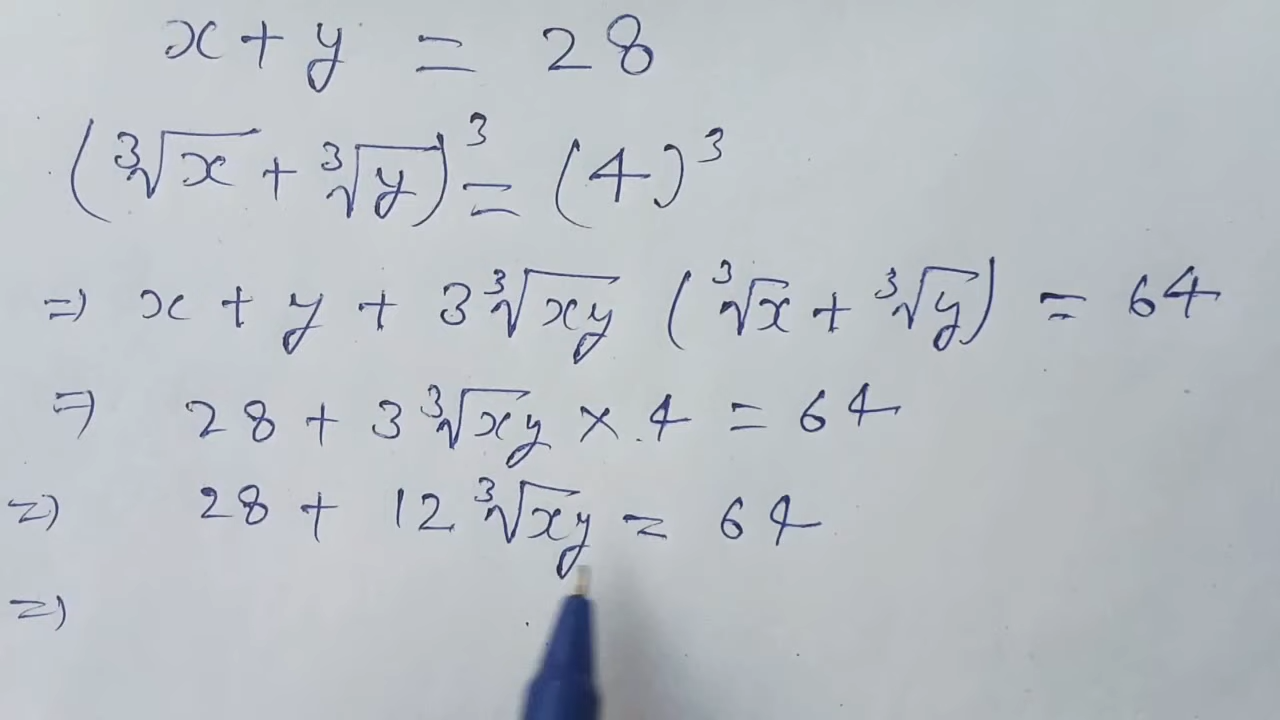 x + y = 28
(∛x + ∛y)³ = (4)³
⇒ x + y + 3∛xy (∛x + ∛y) = 64
⇒ 28 + 3∛xy × 4 = 64
⇒ 28 + 12∛xy = 64
⇒